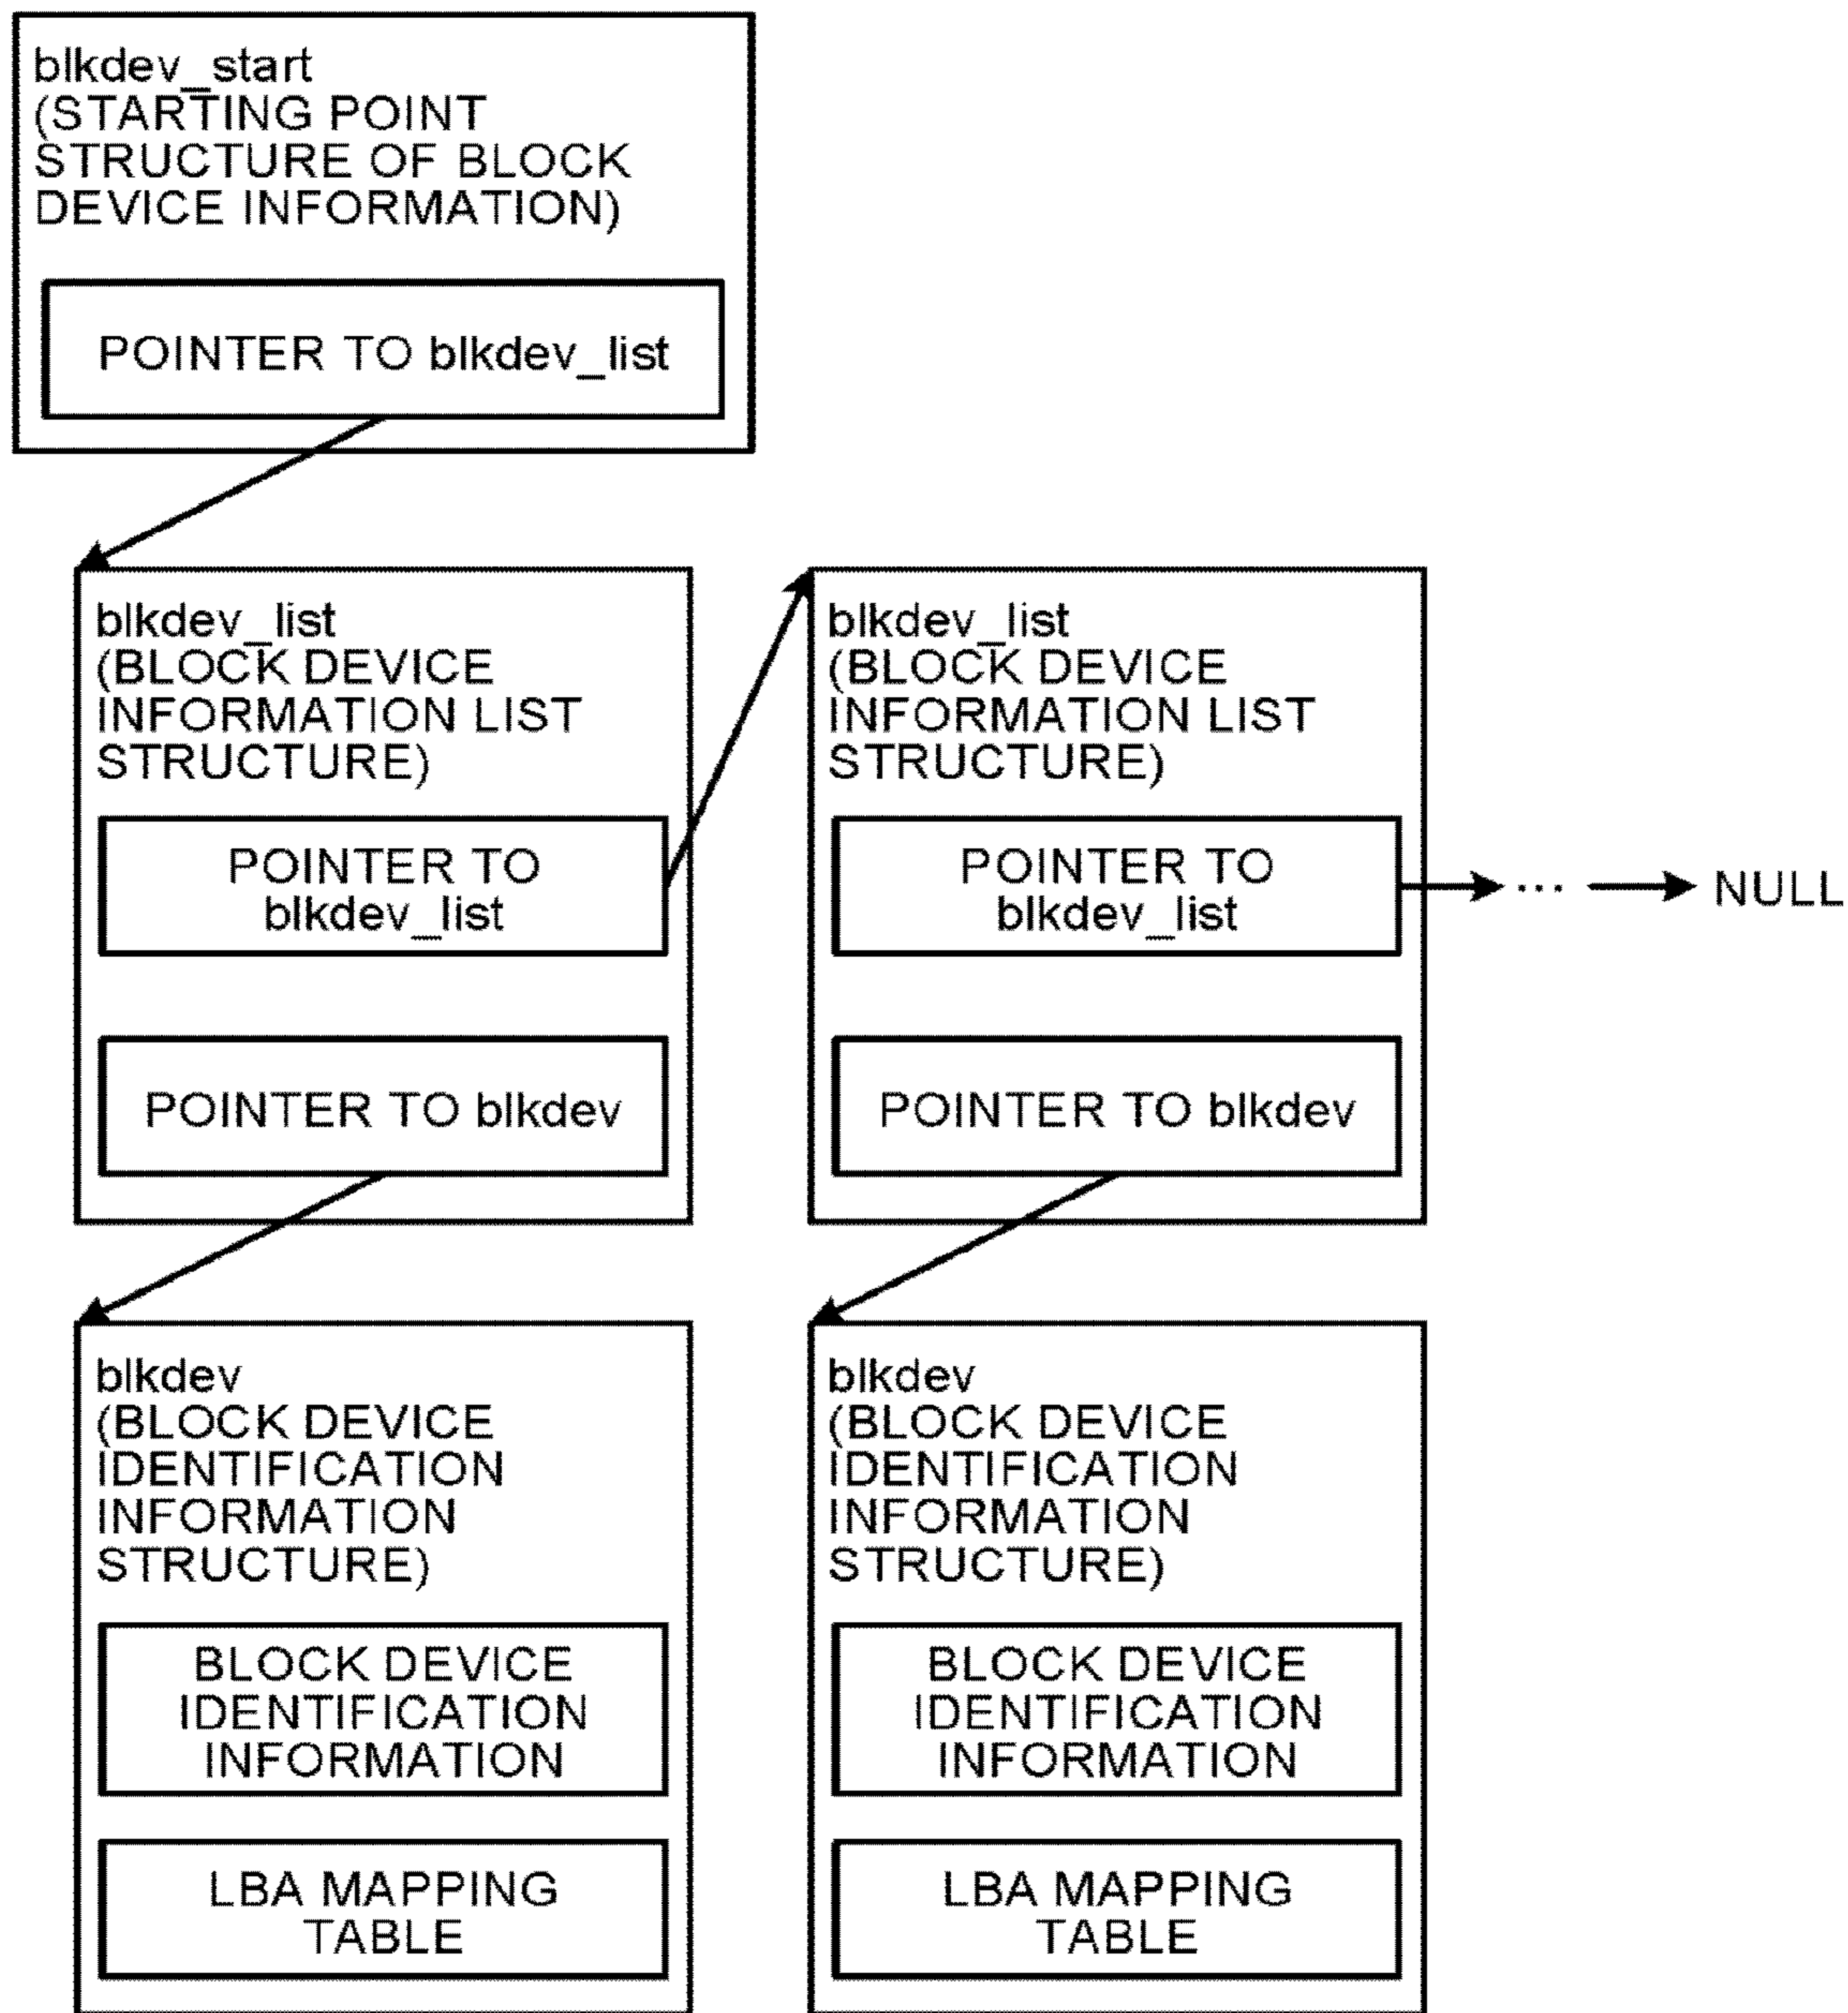 blkdev_start
(STARTING POINT
STRUCTURE OF BLOCK
DEVICE INFORMATION)
POINTER TO blkdev_list
blkdev_list
(BLOCK DEVICE
INFORMATION LIST
STRUCTURE)
POINTER TO
blkdev_list
POINTER TO blkdev
blkdev_list
(BLOCK DEVICE
INFORMATION LIST
STRUCTURE)
POINTER TO
blkdev_list
... NULL
POINTER TO blkdev
blkdev
(BLOCK DEVICE
IDENTIFICATION
INFORMATION
STRUCTURE)
BLOCK DEVICE
IDENTIFICATION
INFORMATION
LBA MAPPING
TABLE
blkdev
(BLOCK DEVICE
IDENTIFICATION
INFORMATION
STRUCTURE)
BLOCK DEVICE
IDENTIFICATION
INFORMATION
LBA MAPPING
TABLE